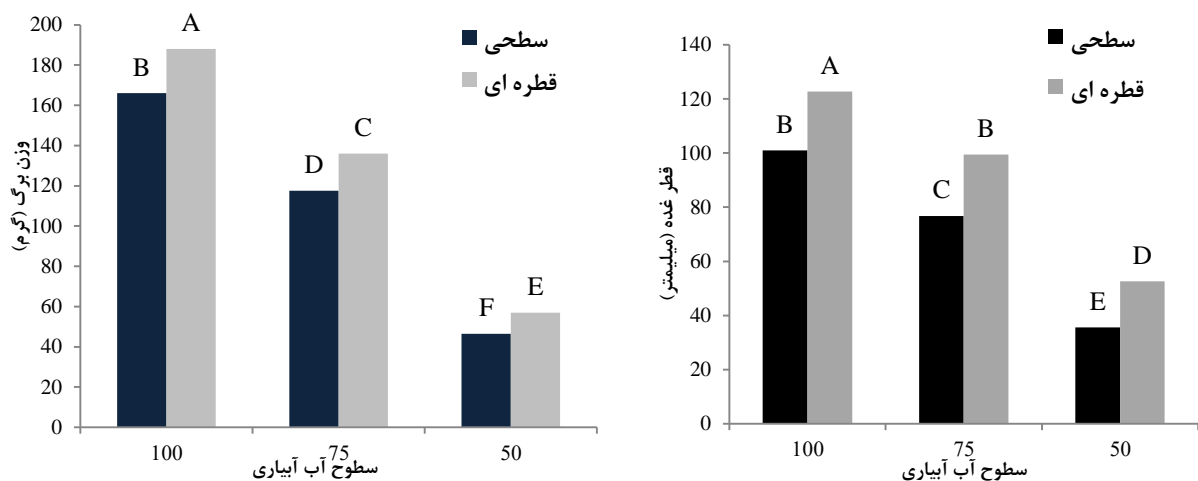 وزن برگ (گرم)
200
180
160
140
120
100
80
60
40
20
0
B
A
D
C
F
E
سطحی
قطره ای
100
75
50
سطوح آب آبیاری
قطر غده (میلیمتر)
140
120
100
80
60
40
20
0
B
A
C
B
E
D
سطحی
قطره ای
100
75
50
سطوح آب آبیاری